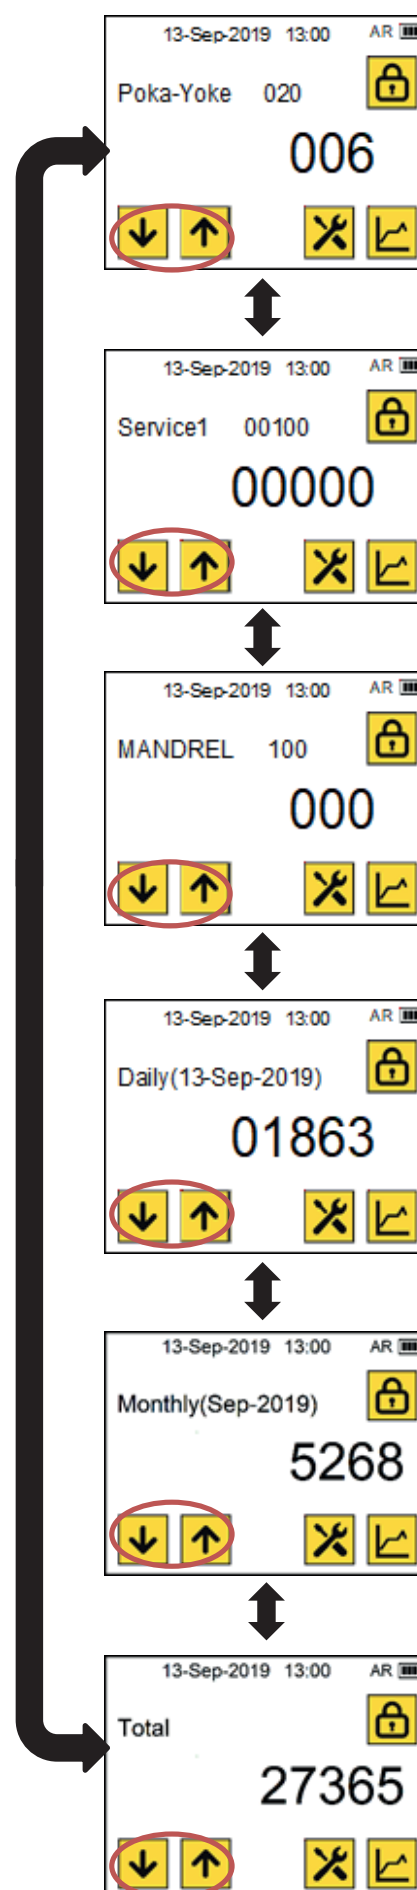 13-Sep-2019 13:00 AR
Poka-Yoke 020
006
13-Sep-2019 13:00 AR
Service1 00100
00000
13-Sep-2019 13:00 AR
MANDREL 100
000
13-Sep-2019 13:00 AR
Daily(13-Sep-2019)
01863
13-Sep-2019 13:00 AR
Monthly(Sep-2019)
5268
13-Sep-2019 13:00 AR
Total
27365